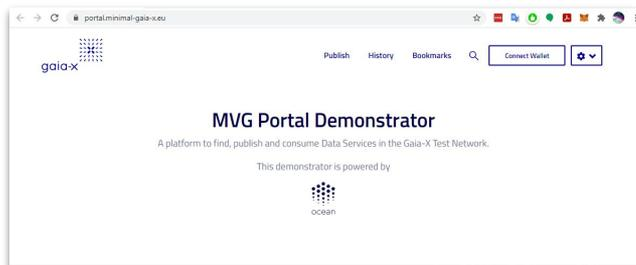 portal.minimal-gaia-x.eu
gaia-x
Publish History Bookmarks Connect Wallet
MVG Portal Demonstrator
A platform to find, publish and consume Data Services in the Gaia-X Test Network.
This demonstrator is powered by
ocean